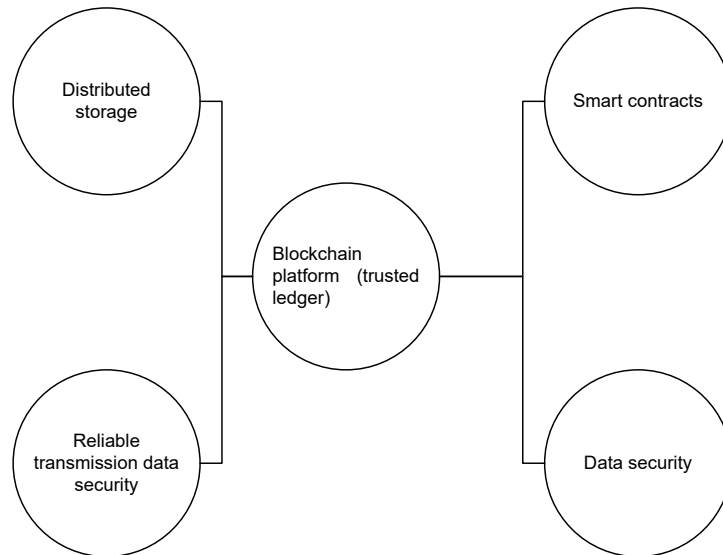 Distributed
storage
Smart contracts
Blockchain
platform (trusted
ledger)
Reliable
transmission data
security
Data security